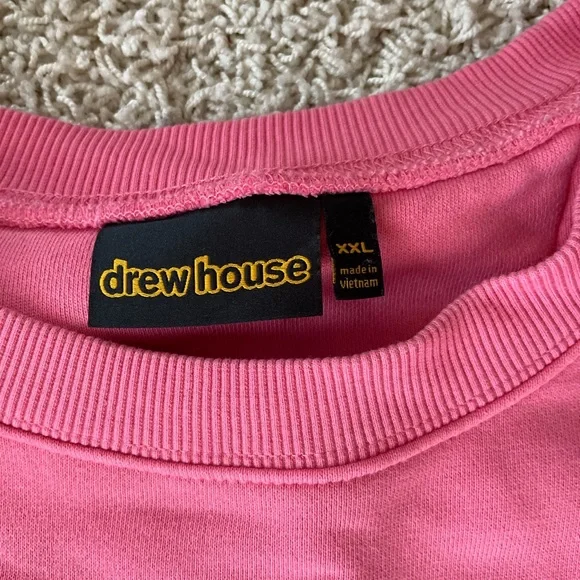 drew house
XXL
made in
vietnam